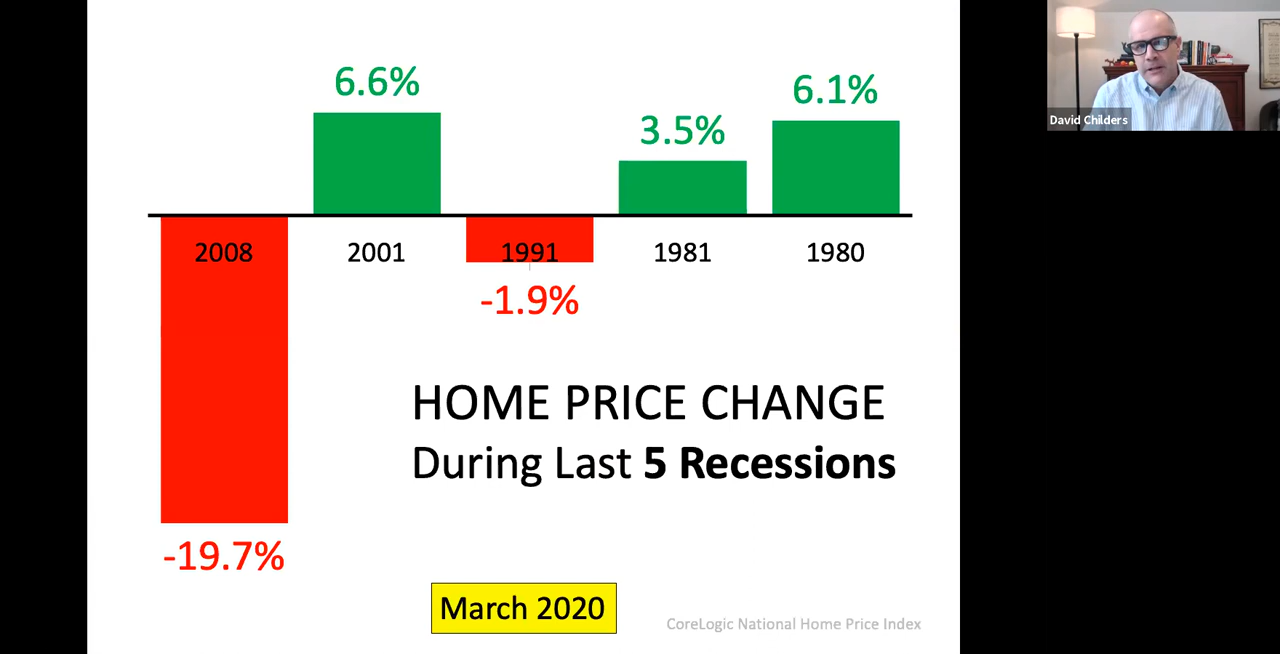 6.6%
6.1%
3.5%
2008
2001
1991
1981
1980
-1.9%
HOME PRICE CHANGE
During Last 5 Recessions
-19.7%
March 2020
CoreLogic National Home Price Index
David Childers